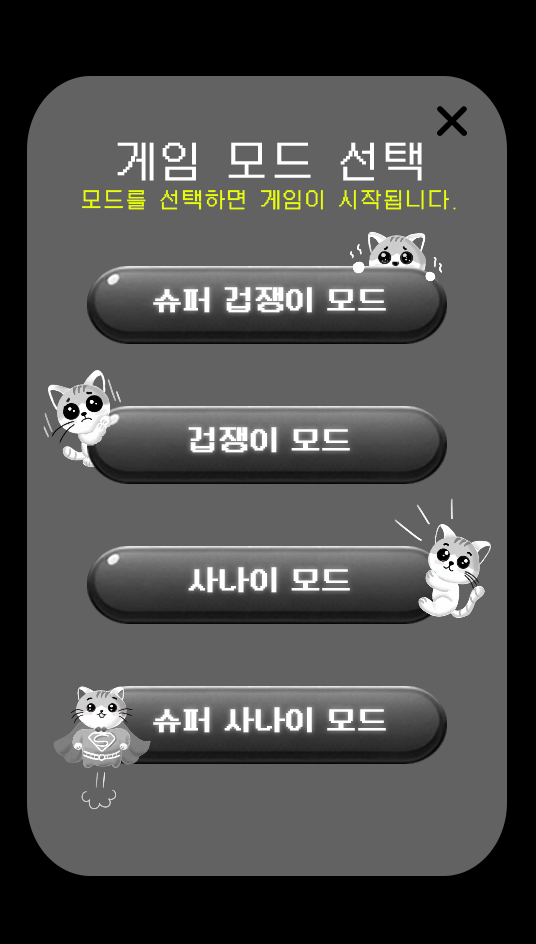 게임 모드 선택
모드를 선택하면 게임이 시작됩니다.
슈퍼 겁쟁이 모드
겁쟁이 모드
사나이 모드
슈퍼 사나이 모드